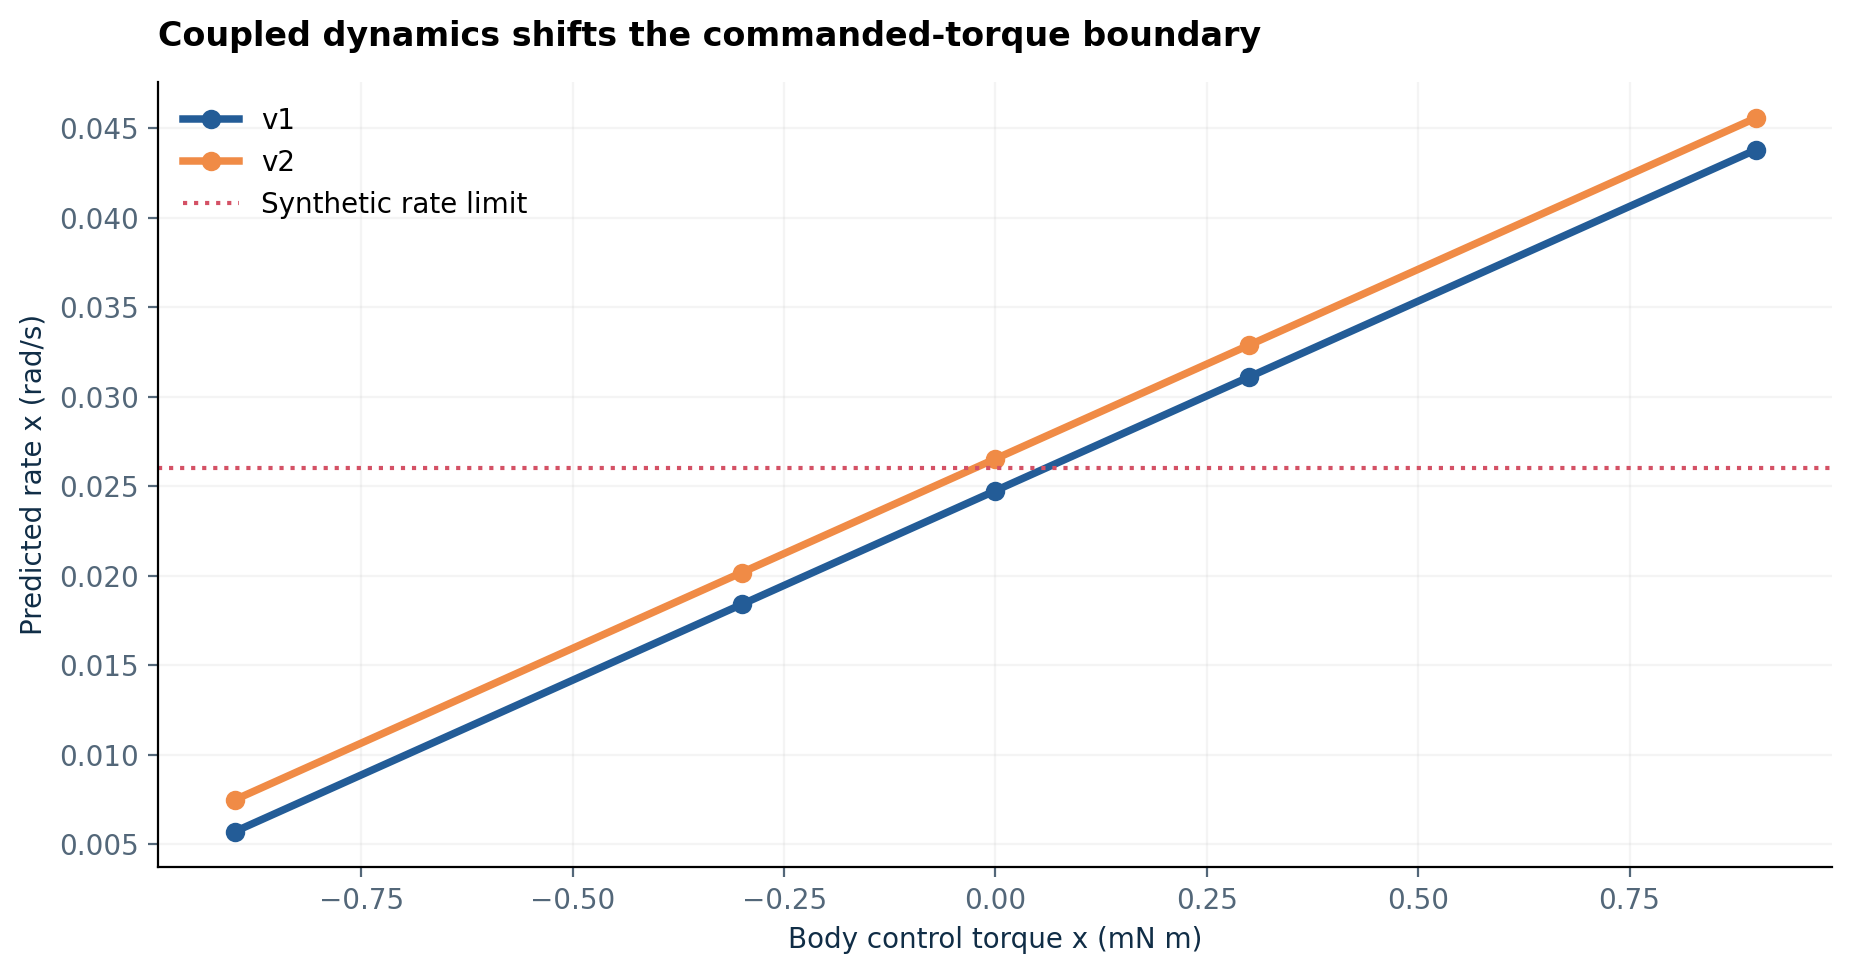 Coupled dynamics shifts the commanded-torque boundary
v1
v2
Synthetic rate limit
Predicted rate x (rad/s)
0.045
0.040
0.035
0.030
0.025
0.020
0.015
0.010
0.005
−0.75 −0.50 −0.25 0.00 0.25 0.50 0.75
Body control torque x (mN m)